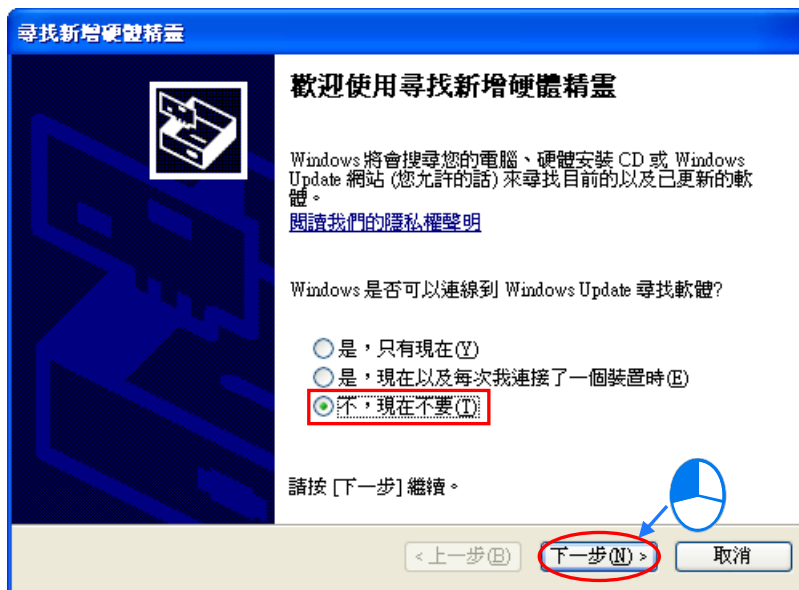 尋找新增硬體精靈
歡迎使用尋找新增硬體精靈
Windows 將會搜尋您的電腦、硬體安裝 CD 或 Windows
Update 網站 (您允許的話) 來尋找目前的以及已更新的軟
體。
閱讀我們的隱私權聲明
Windows 是否可以連線到 Windows Update 尋找軟體?
是，只有現在(Y)
是，現在以及每次我連接了一個裝置時(E)
不，現在不要(T)
請按 [下一步] 繼續。
<上一步(B) 下一步(N) > 取消